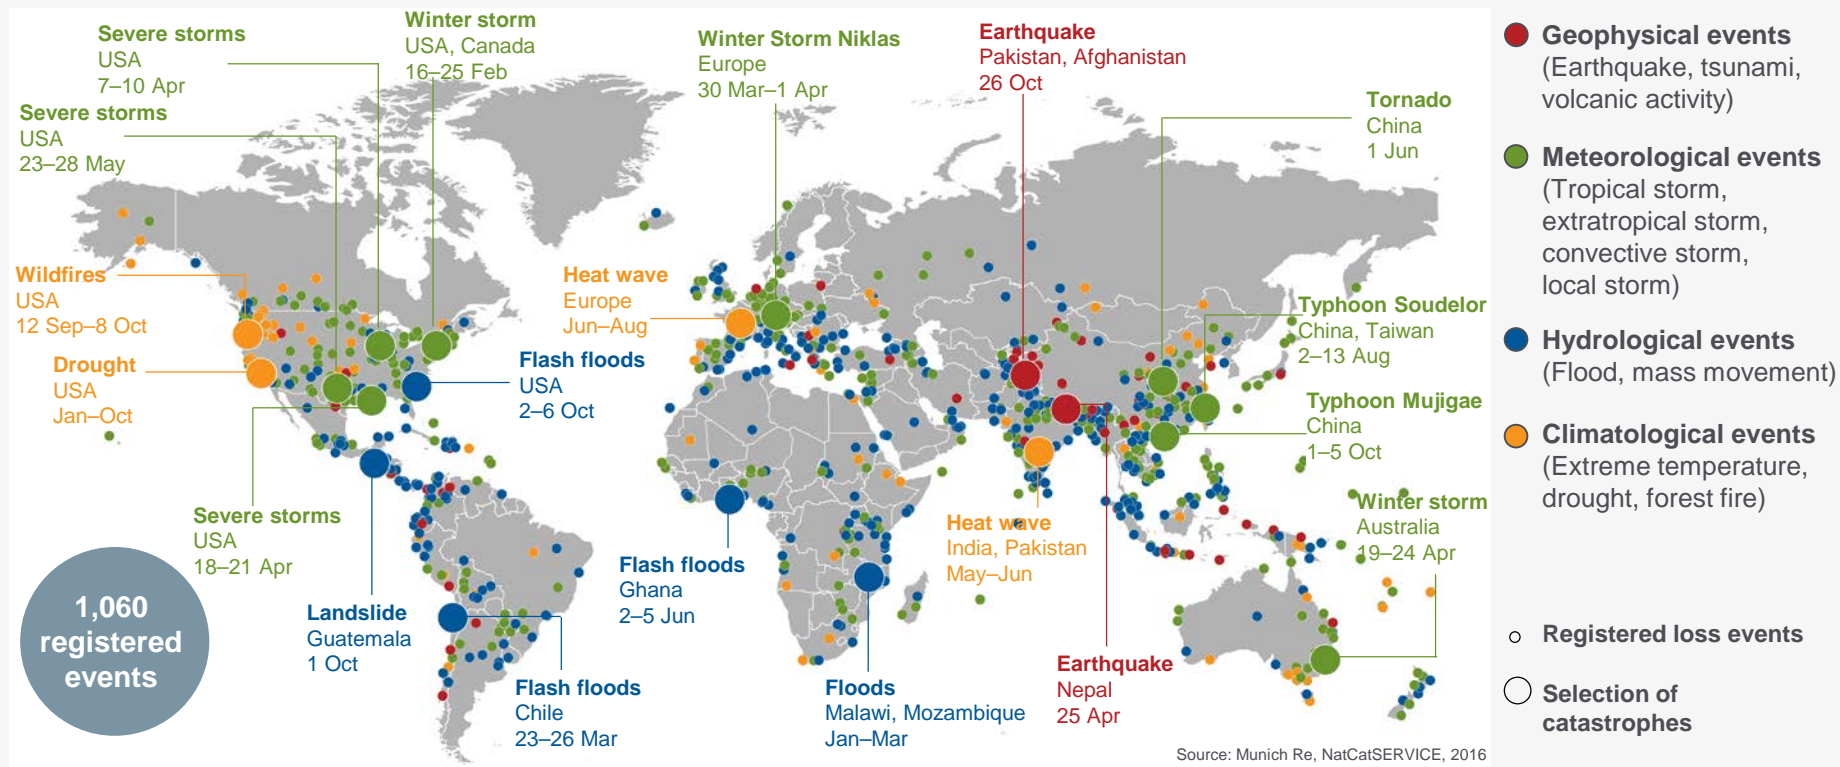 Severe storms
USA
7–10 Apr
Winter storm
USA, Canada
16–25 Feb
Winter Storm Niklas
Europe
30 Mar–1 Apr
Earthquake
Pakistan, Afghanistan
26 Oct
Tornado
China
1 Jun
Severe storms
USA
23–28 May
Wildfires
USA
12 Sep–8 Oct
Heat wave
Europe
Jun–Aug
Typhoon Soudelor
China, Taiwan
2–13 Aug
Drought
USA
Jan–Oct
Flash floods
USA
2–6 Oct
Typhoon Mujigae
China
1–5 Oct
Severe storms
USA
18–21 Apr
Winter storm
Australia
19–24 Apr
Heat wave
India, Pakistan
May–Jun
Flash floods
Ghana
2–5 Jun
1,060
registered
events
Landslide
Guatemala
1 Oct
Flash floods
Chile
23–26 Mar
Floods
Malawi, Mozambique
Jan–Mar
Earthquake
Nepal
25 Apr
Source: Munich Re, NatCatSERVICE, 2016
Geophysical events
(Earthquake, tsunami,
volcanic activity)
Meteorological events
(Tropical storm,
extratropical storm,
convective storm,
local storm)
Hydrological events
(Flood, mass movement)
Climatological events
(Extreme temperature,
drought, forest fire)
Registered loss events
Selection of
catastrophes